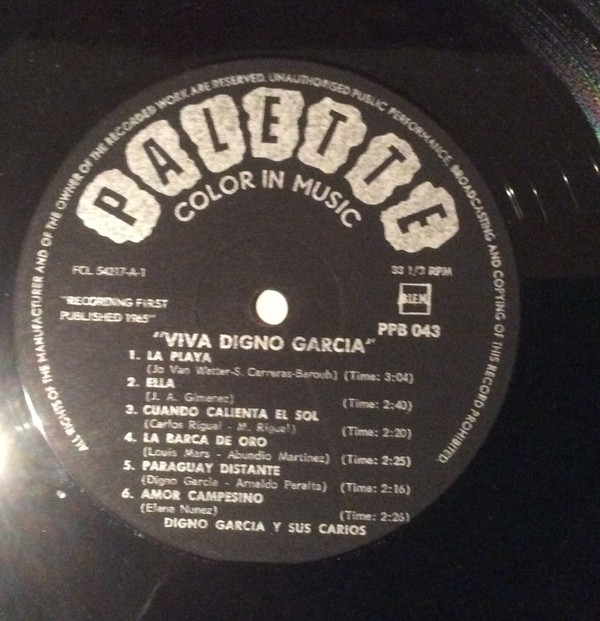 ALL RIGHTS OF THE MANUFACTURER AND OF THE OWNER OF THE RECORDED WORK ARE RESERVED. UNAUTHORISED PUBLIC PERFORMANCE, BROADCASTING AND COPYING OF THIS RECORD PROHIBITED
PALETTE
COLOR IN MUSIC
FCL 54217-A-1
33 1/3 RPM
"RECORDING FIRST
PUBLISHED 1965"
BIEM
PPB 043
"VIVA DIGNO GARCIA"
1. LA PLAYA
(Jo Van Wetter-S. Carreras-Barouh) (Time: 3:04)
2. ELLA
(J. A. Gimenez) (Time: 2:40)
3. CUANDO CALIENTA EL SOL
(Carlos Rigual - M. Rigual) (Time: 2:20)
4. LA BARCA DE ORO
(Louis Mars - Abundio Martinez) (Time: 2:25)
5. PARAGUAY DISTANTE
(Digno Garcia - Arnaldo Peralta) (Time: 2:16)
6. AMOR CAMPESINO
(Elena Nunez) (Time: 2:26)
DIGNO GARCIA Y SUS CARIOS